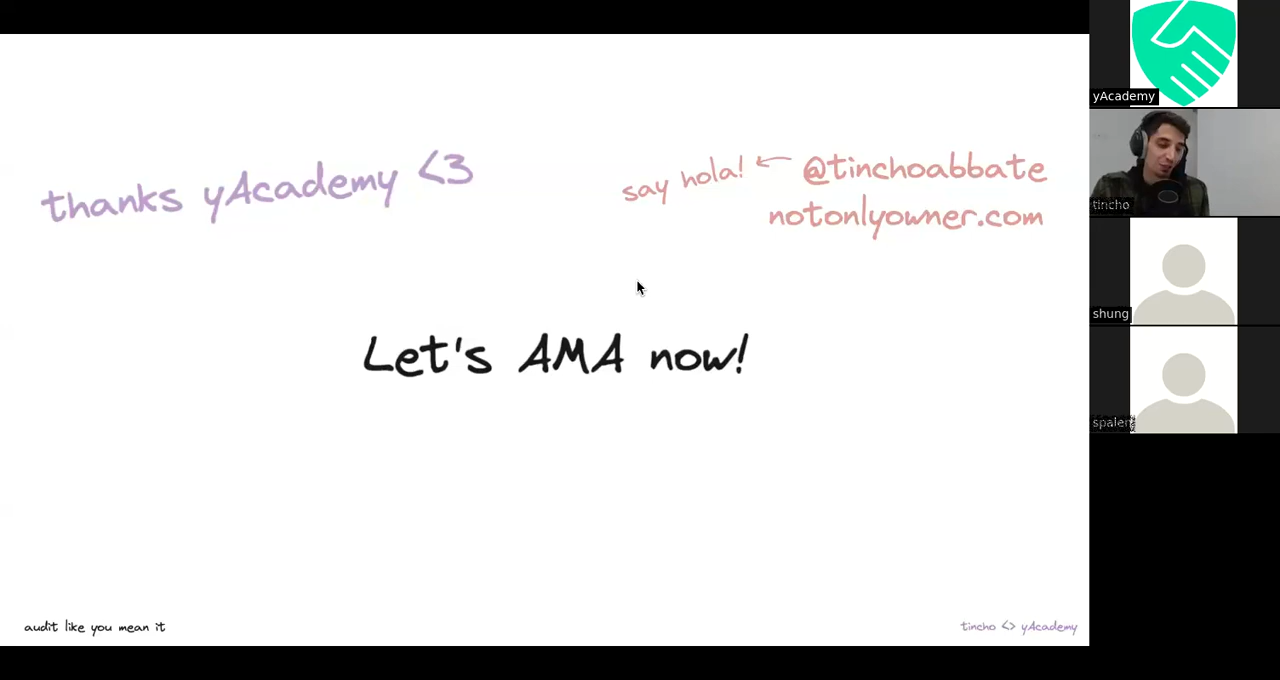 thanks yAcademy <3
say hola! ← @tinchoabbate
notonlyowner.com
Let's AMA now!
audit like you mean it
tincho <> yAcademy
yAcademy
tincho
shung